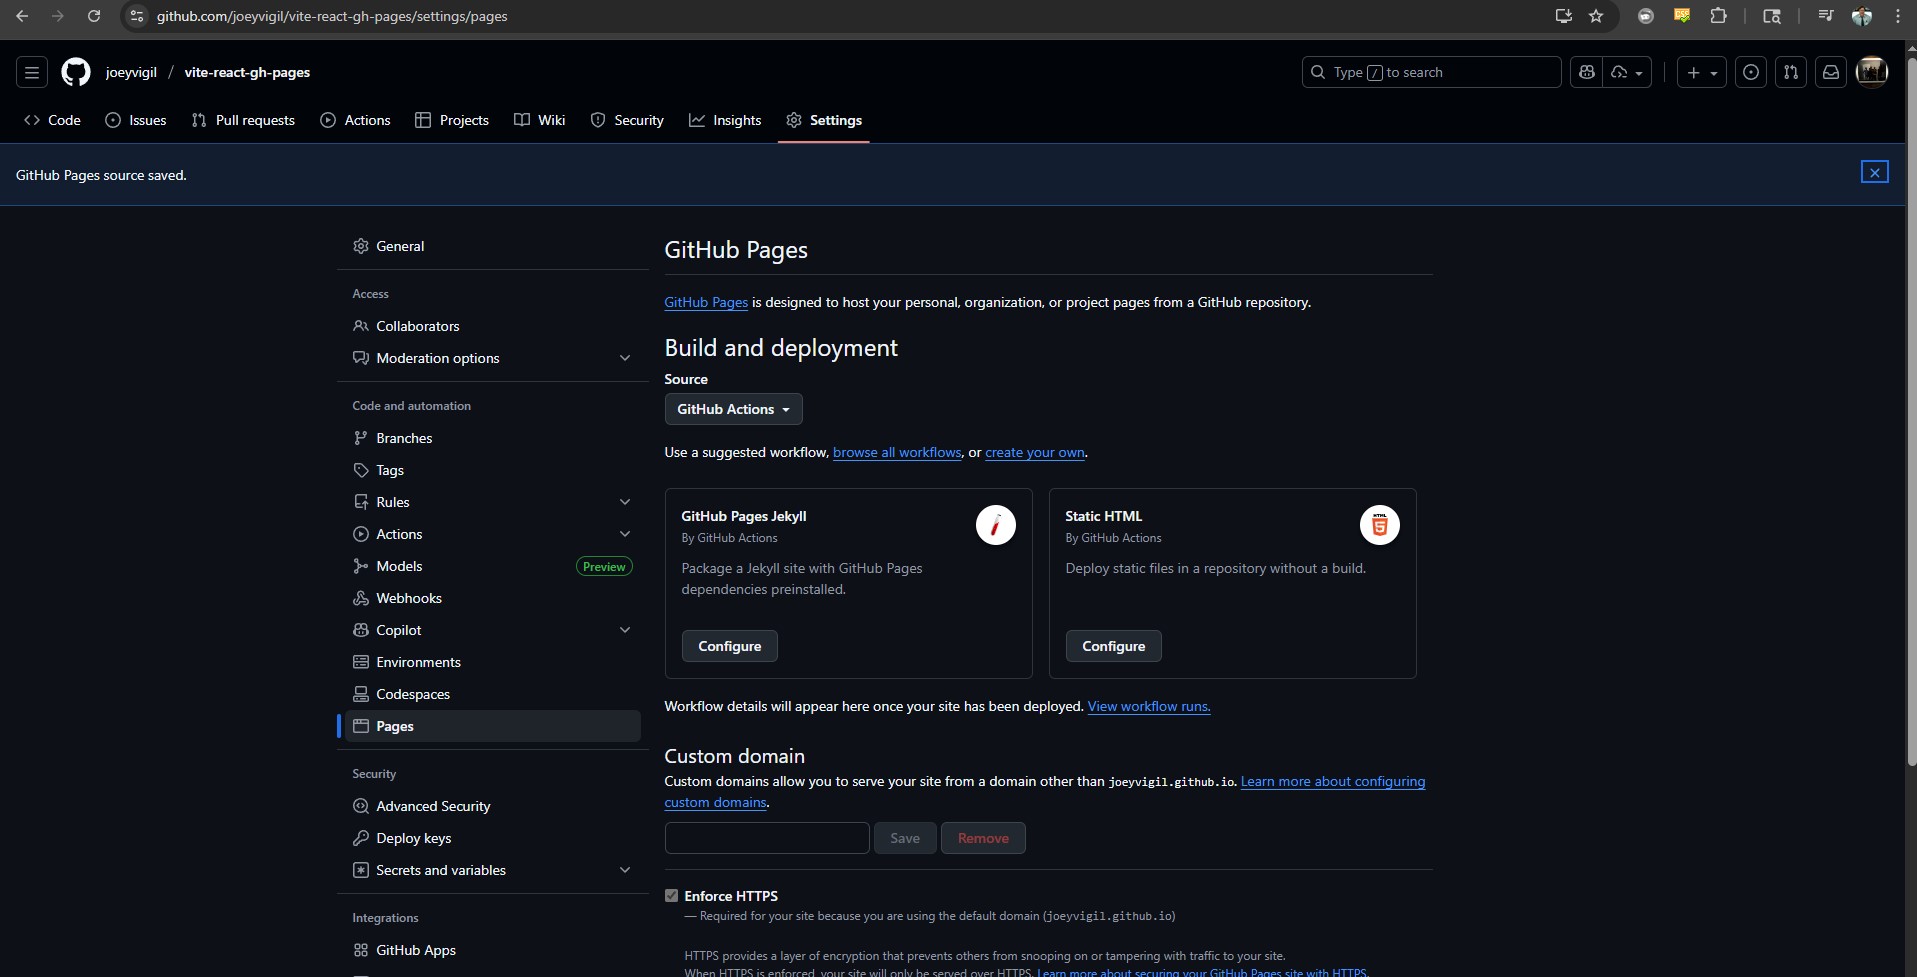 github.com/joeyvigil/vite-react-gh-pages/settings/pages
joeyvigil / vite-react-gh-pages
Type / to search
Code Issues Pull requests Actions Projects Wiki Security Insights Settings
GitHub Pages source saved.
General
Access
Collaborators
Moderation options
Code and automation
Branches
Tags
Rules
Actions
Models Preview
Webhooks
Copilot
Environments
Codespaces
Pages
Security
Advanced Security
Deploy keys
Secrets and variables
Integrations
GitHub Apps
GitHub Pages
GitHub Pages is designed to host your personal, organization, or project pages from a GitHub repository.
Build and deployment
Source
GitHub Actions
Use a suggested workflow, browse all workflows, or create your own.
GitHub Pages Jekyll
By GitHub Actions
Package a Jekyll site with GitHub Pages
dependencies preinstalled.
Configure
Static HTML
By GitHub Actions
Deploy static files in a repository without a build.
HTML
5
Configure
Workflow details will appear here once your site has been deployed. View workflow runs.
Custom domain
Custom domains allow you to serve your site from a domain other than joeyvigil.github.io. Learn more about configuring
custom domains.
Save Remove
Enforce HTTPS
— Required for your site because you are using the default domain (joeyvigil.github.io)
HTTPS provides a layer of encryption that prevents others from snooping on or tampering with traffic to your site.
When HTTPS is enforced, your site will only be served over HTTPS. Learn more about securing your GitHub Pages site with HTTPS.